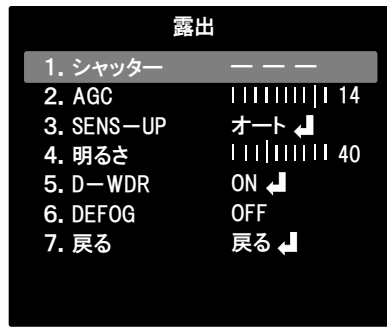 露出
1. シャッター ― ― ―
2. AGC 14
3. SENS－UP オート
4. 明るさ 40
5. D－WDR ON
6. DEFOG OFF
7. 戻る 戻る